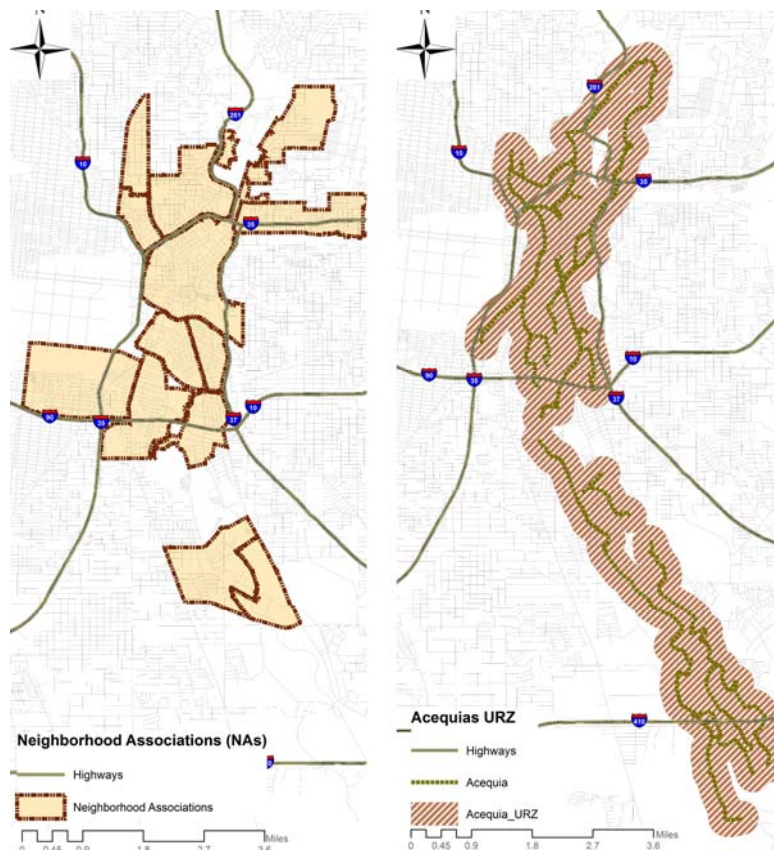 N
281
10
35
90
35
37
10
Neighborhood Associations (NAs)
Highways
Neighborhood Associations
Miles
0 0.45 0.9 1.8 2.7 3.6
N
281
10
35
90
35
10
37
410
Acequias URZ
Highways
Acequia
Acequia_URZ
Miles
0 0.45 0.9 1.8 2.7 3.6